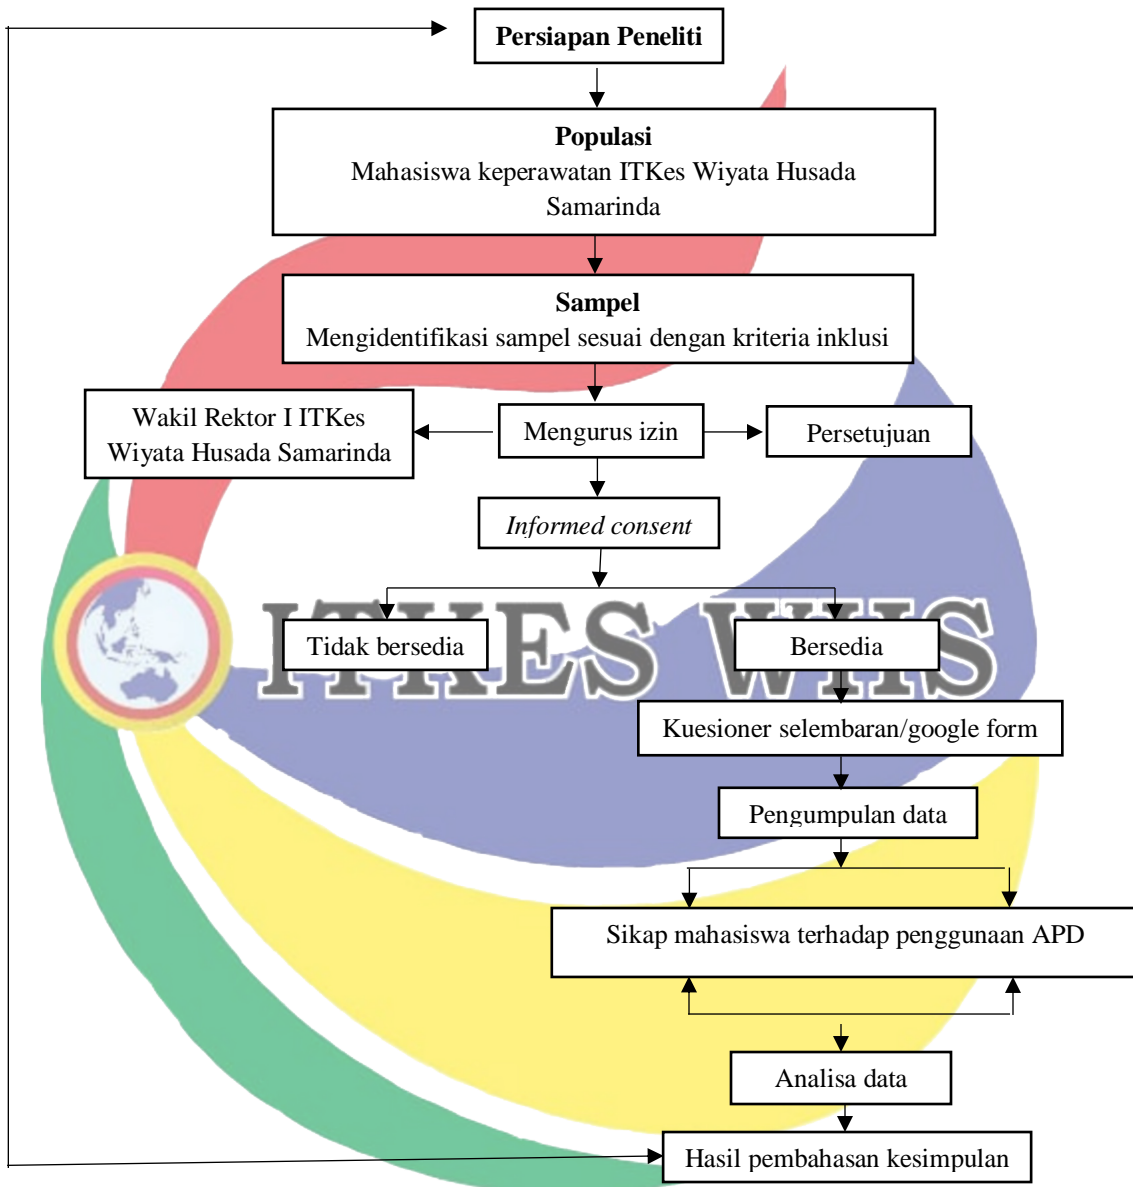 Persiapan Peneliti
Populasi
Mahasiswa keperawatan ITKes Wiyata Husada
Samarinda
Sampel
Mengidentifikasi sampel sesuai dengan kriteria inklusi
Wakil Rektor I ITKes
Wiyata Husada Samarinda
Mengurus izin
Persetujuan
Informed consent
ITKES WHS
Tidak bersedia
Bersedia
Kuesioner selembaran/google form
Pengumpulan data
Sikap mahasiswa terhadap penggunaan APD
Analisa data
Hasil pembahasan kesimpulan